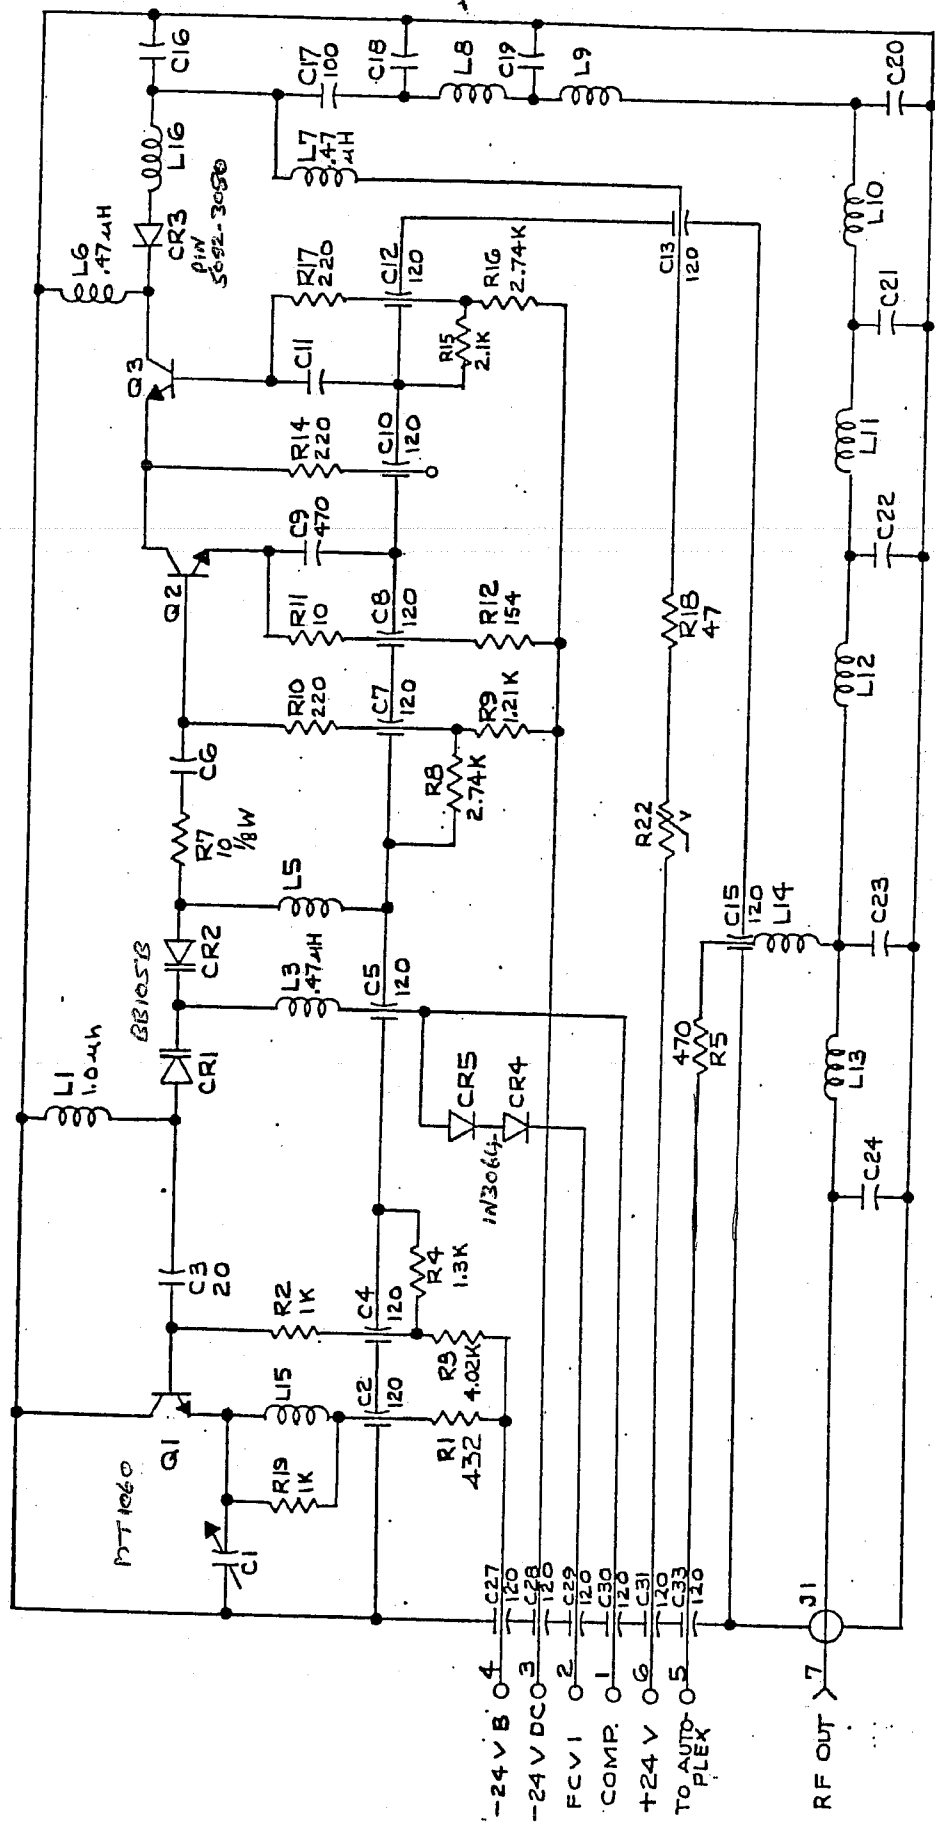 C16
L16
CR3
PIN
5082-3080
L6
.47μH
C17
100
C18
L8
C19
L9
C20
L7
.47
μH
Q3
R17
220
C12
120
R16
2.74K
R15
2.1K
C11
R14
220
C10
120
C13
120
L10
C21
L11
C22
L12
Q2
C9
470
R11
10
C8
120
R12
154
R10
220
C7
120
R9
1.21K
R8
2.74K
R18
47
R22
V
C6
R7
10
1/8W
L5
CR2
BB105B
CR1
L3
.47μH
C5
120
L1
1.0μh
C15
120
L14
C23
470
R5
L13
C24
CR5
CR4
1N3064
C3
20
R2
1K
C4
120
R4
1.3K
R3
4.02K
Q1
MT1060
L15
R19
1K
C1
C2
120
R1
432
C27
120
C28
120
C29
120
C30
120
C31
120
C33
120
-24V B 4
-24V DC 3
FCV1 2
COMP. 1
+24V 6
TO AUTO- 5
PLEX
RF OUT 7
J1